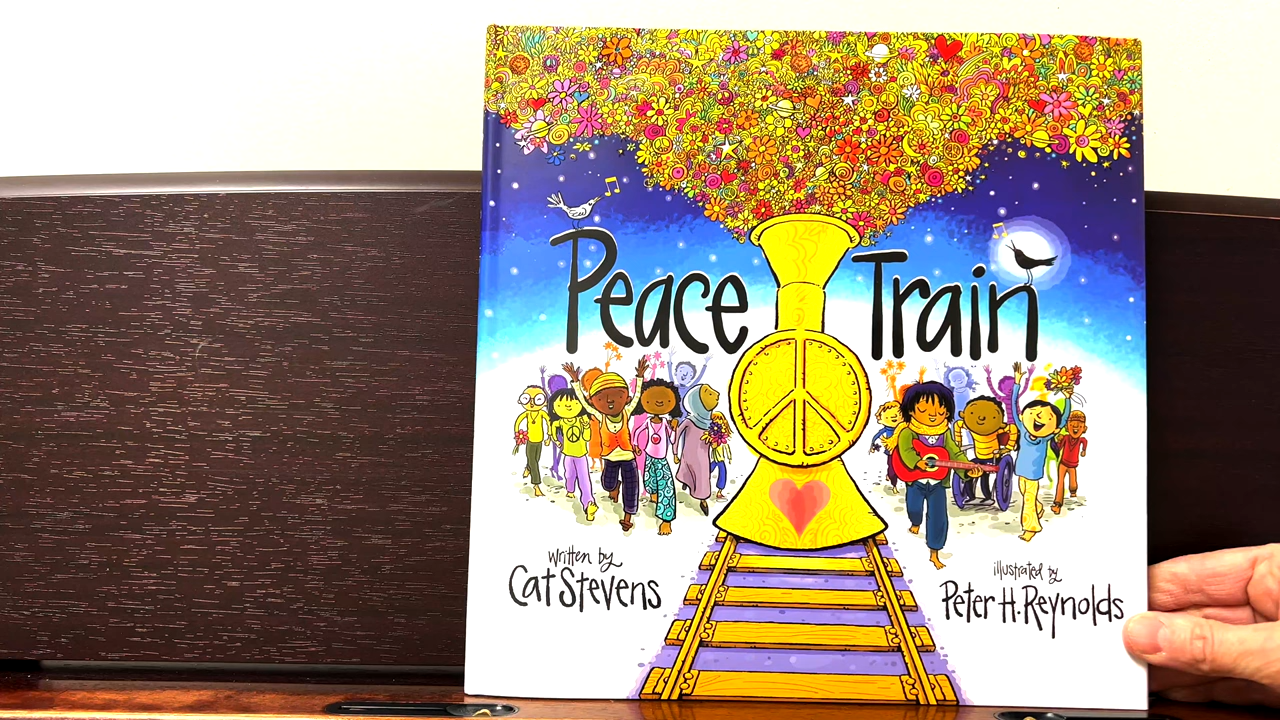 Peace Train
written by
Cat Stevens
illustrated by
Peter H. Reynolds